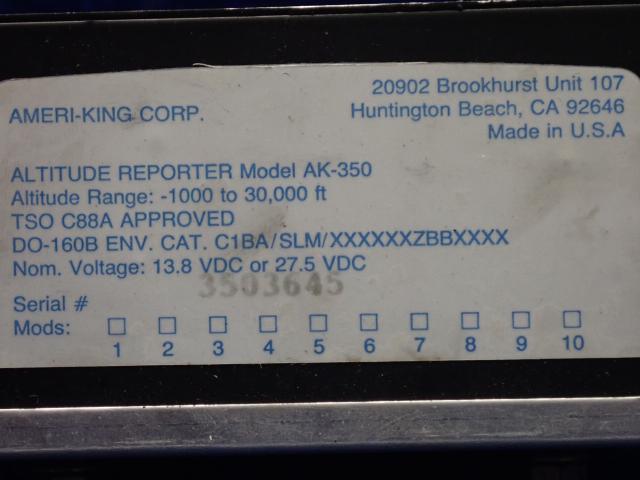 AMERI-KING CORP.
20902 Brookhurst Unit 107
Huntington Beach, CA 92646
Made in U.S.A
ALTITUDE REPORTER Model AK-350
Altitude Range: -1000 to 30,000 ft
TSO C88A APPROVED
DO-160B ENV. CAT. C1BA/SLM/XXXXXXZBBXXXX
Nom. Voltage: 13.8 VDC or 27.5 VDC
3503645
Serial #
Mods: ☐ ☐ ☐ ☐ ☐ ☐ ☐ ☐ ☐ ☐
1 2 3 4 5 6 7 8 9 10